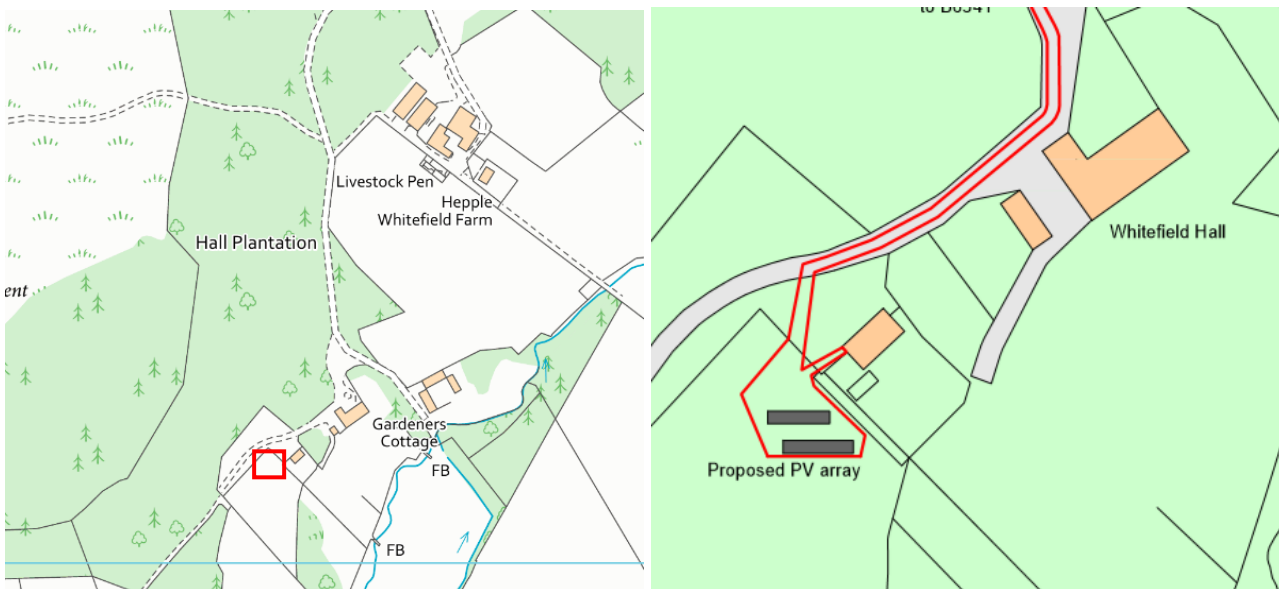 Livestock Pen
Hepple
Whitefield Farm
Hall Plantation
ent
Gardeners
Cottage
FB
FB
Whitefield Hall
Proposed PV array